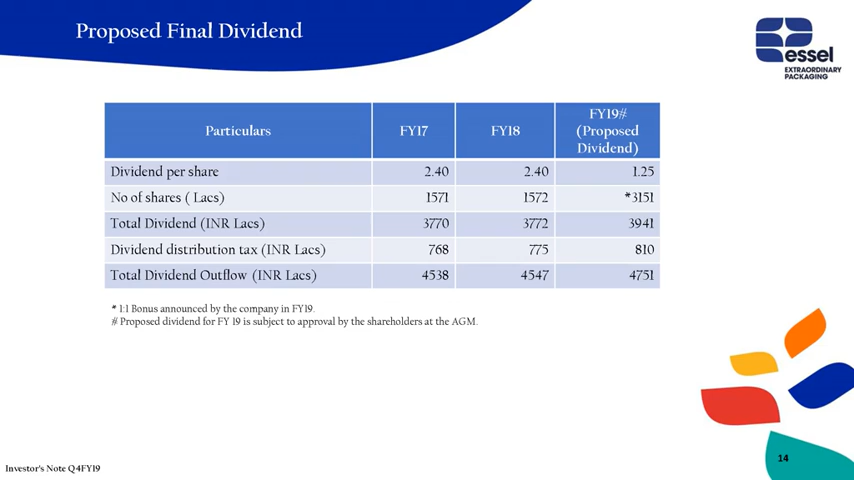 Proposed Final Dividend
essel
EXTRAORDINARY
PACKAGING
Particulars FY17 FY18 FY19# (Proposed Dividend)
Dividend per share 2.40 2.40 1.25
No of shares ( Lacs) 1571 1572 *3151
Total Dividend (INR Lacs) 3770 3772 3941
Dividend distribution tax (INR Lacs) 768 775 810
Total Dividend Outflow (INR Lacs) 4538 4547 4751
* 1:1 Bonus announced by the company in FY19.
# Proposed dividend for FY 19 is subject to approval by the shareholders at the AGM.
14
Investor's Note Q4FY19